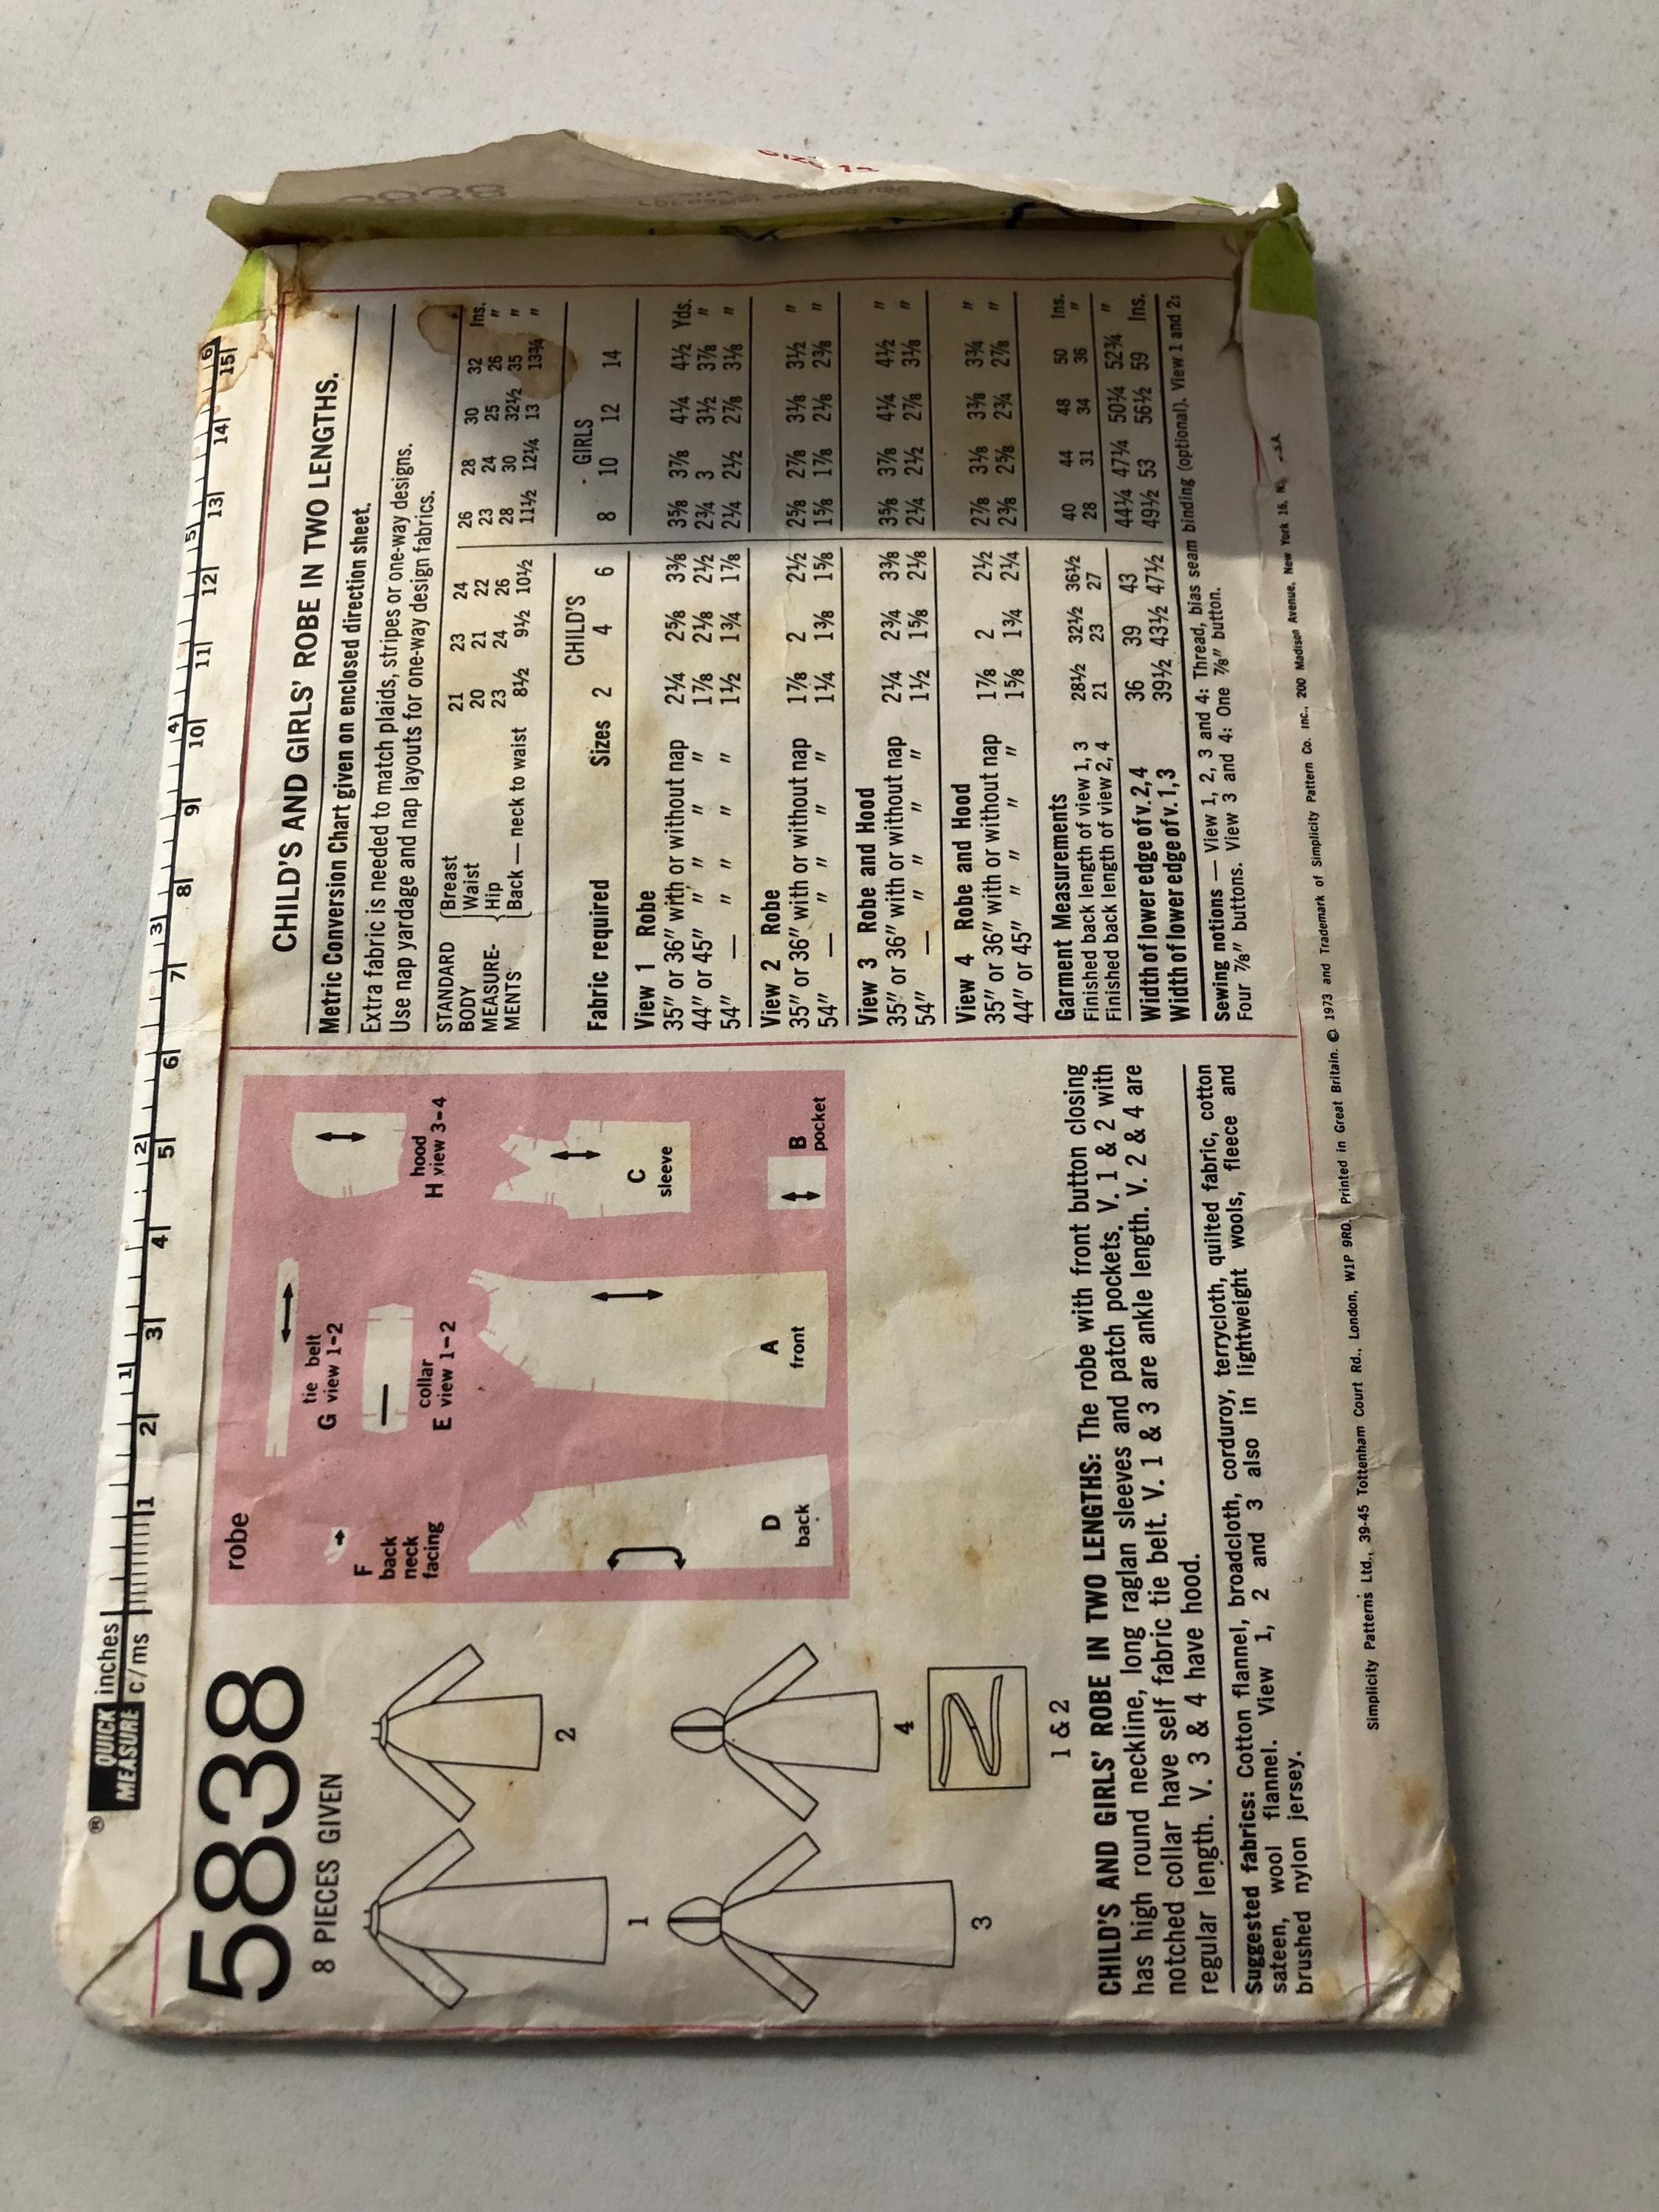 QUICK MEASURE ® inches c/ms
1 2 3 4 5 6
1 2 3 4 5 6 7 8 9 10 11 12 13 14 15
5838
8 PIECES GIVEN
1
2
3
4
1 & 2
robe
F back neck facing
tie belt
G view 1-2
collar
E view 1-2
hood
H view 3-4
C sleeve
D back
A front
B pocket
CHILD'S AND GIRLS' ROBE IN TWO LENGTHS: The robe with front button closing
has high round neckline, long raglan sleeves and patch pockets. V. 1 & 2 with
notched collar have self fabric tie belt. V. 1 & 3 are ankle length. V. 2 & 4 are
regular length. V. 3 & 4 have hood.
Suggested fabrics: Cotton flannel, broadcloth, corduroy, terrycloth, quilted fabric, cotton
sateen, wool flannel. View 1, 2 and 3 also in lightweight wools, fleece and
brushed nylon jersey.
CHILD'S AND GIRLS' ROBE IN TWO LENGTHS.
Metric Conversion Chart given on enclosed direction sheet.
Extra fabric is needed to match plaids, stripes or one-way designs.
Use nap yardage and nap layouts for one-way design fabrics.
STANDARD BODY MEASURE- MENTS
Breast 21 23 24 26 28 30 32 Ins.
Waist 20 21 22 23 24 25 26 "
Hip 23 24 26 28 30 32½ 35 "
Back — neck to waist 8½ 9½ 10½ 11½ 12¼ 13 13¾ "
CHILD'S GIRLS
Fabric required Sizes 2 4 6 8 10 12 14
View 1 Robe
35" or 36" with or without nap 2¼ 2⅝ 3⅜ 3⅝ 3⅞ 4¼ 4½ Yds.
44" or 45" " " " 1⅞ 2⅛ 2½ 2¾ 3 3½ 3⅞ "
54" — " " " 1½ 1¾ 1⅞ 2¼ 2½ 2⅞ 3⅛ "
View 2 Robe
35" or 36" with or without nap 1⅞ 2 2½ 2⅝ 2⅞ 3⅛ 3½ "
54" — " " " 1¼ 1⅜ 1⅝ 1⅝ 1⅞ 2⅛ 2⅜ "
View 3 Robe and Hood
35" or 36" with or without nap 2¼ 2¾ 3⅜ 3⅝ 3⅞ 4¼ 4½ "
54" — " " " 1½ 1⅝ 2⅛ 2¼ 2½ 2⅞ 3⅛ "
View 4 Robe and Hood
35" or 36" with or without nap 1⅞ 2 2½ 2⅞ 3⅛ 3⅜ 3¾ "
44" or 45" " " " 1⅝ 1¾ 2¼ 2⅜ 2⅝ 2¾ 2⅞ "
Garment Measurements
Finished back length of view 1, 3 28½ 32½ 36½ 40 44 48 50 Ins.
Finished back length of view 2, 4 21 23 27 28 31 34 36 "
Width of lower edge of v. 2, 4 36 39 43 44¼ 47¼ 50¼ 52¾ "
Width of lower edge of v. 1, 3 39½ 43½ 47½ 49½ 53 56½ 59 Ins.
Sewing notions — View 1, 2, 3 and 4: Thread, bias seam binding (optional). View 1 and 2:
Four ⅞" buttons. View 3 and 4: One ⅞" button.
Simplicity Patterns Ltd., 39-45 Tottenham Court Rd., London, W1P 9RD. Printed in Great Britain. © 1973 and Trademark of Simplicity Pattern Co. Inc., 200 Madison Avenue, New York 16,